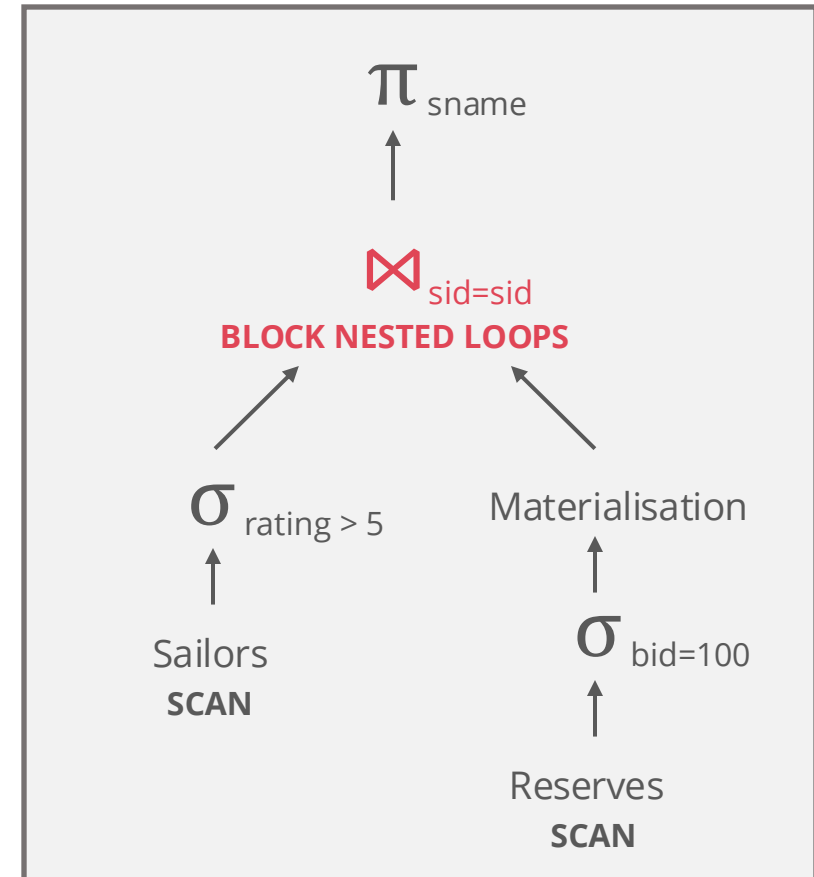 π sname
⋈ sid=sid
BLOCK NESTED LOOPS
σ rating > 5
Materialisation
σ bid=100
Sailors
SCAN
Reserves
SCAN